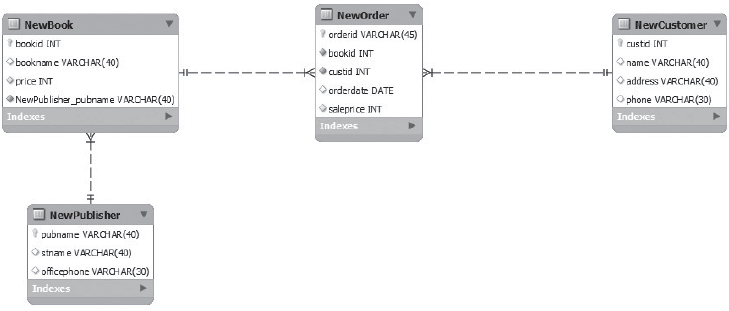 NewBook
bookid INT
bookname VARCHAR(40)
price INT
NewPublisher_pubname VARCHAR(40)
Indexes
NewOrder
orderid VARCHAR(45)
bookid INT
custid INT
orderdate DATE
saleprice INT
Indexes
NewCustomer
custid INT
name VARCHAR(40)
address VARCHAR(40)
phone VARCHAR(30)
Indexes
NewPublisher
pubname VARCHAR(40)
stname VARCHAR(40)
officephone VARCHAR(30)
Indexes